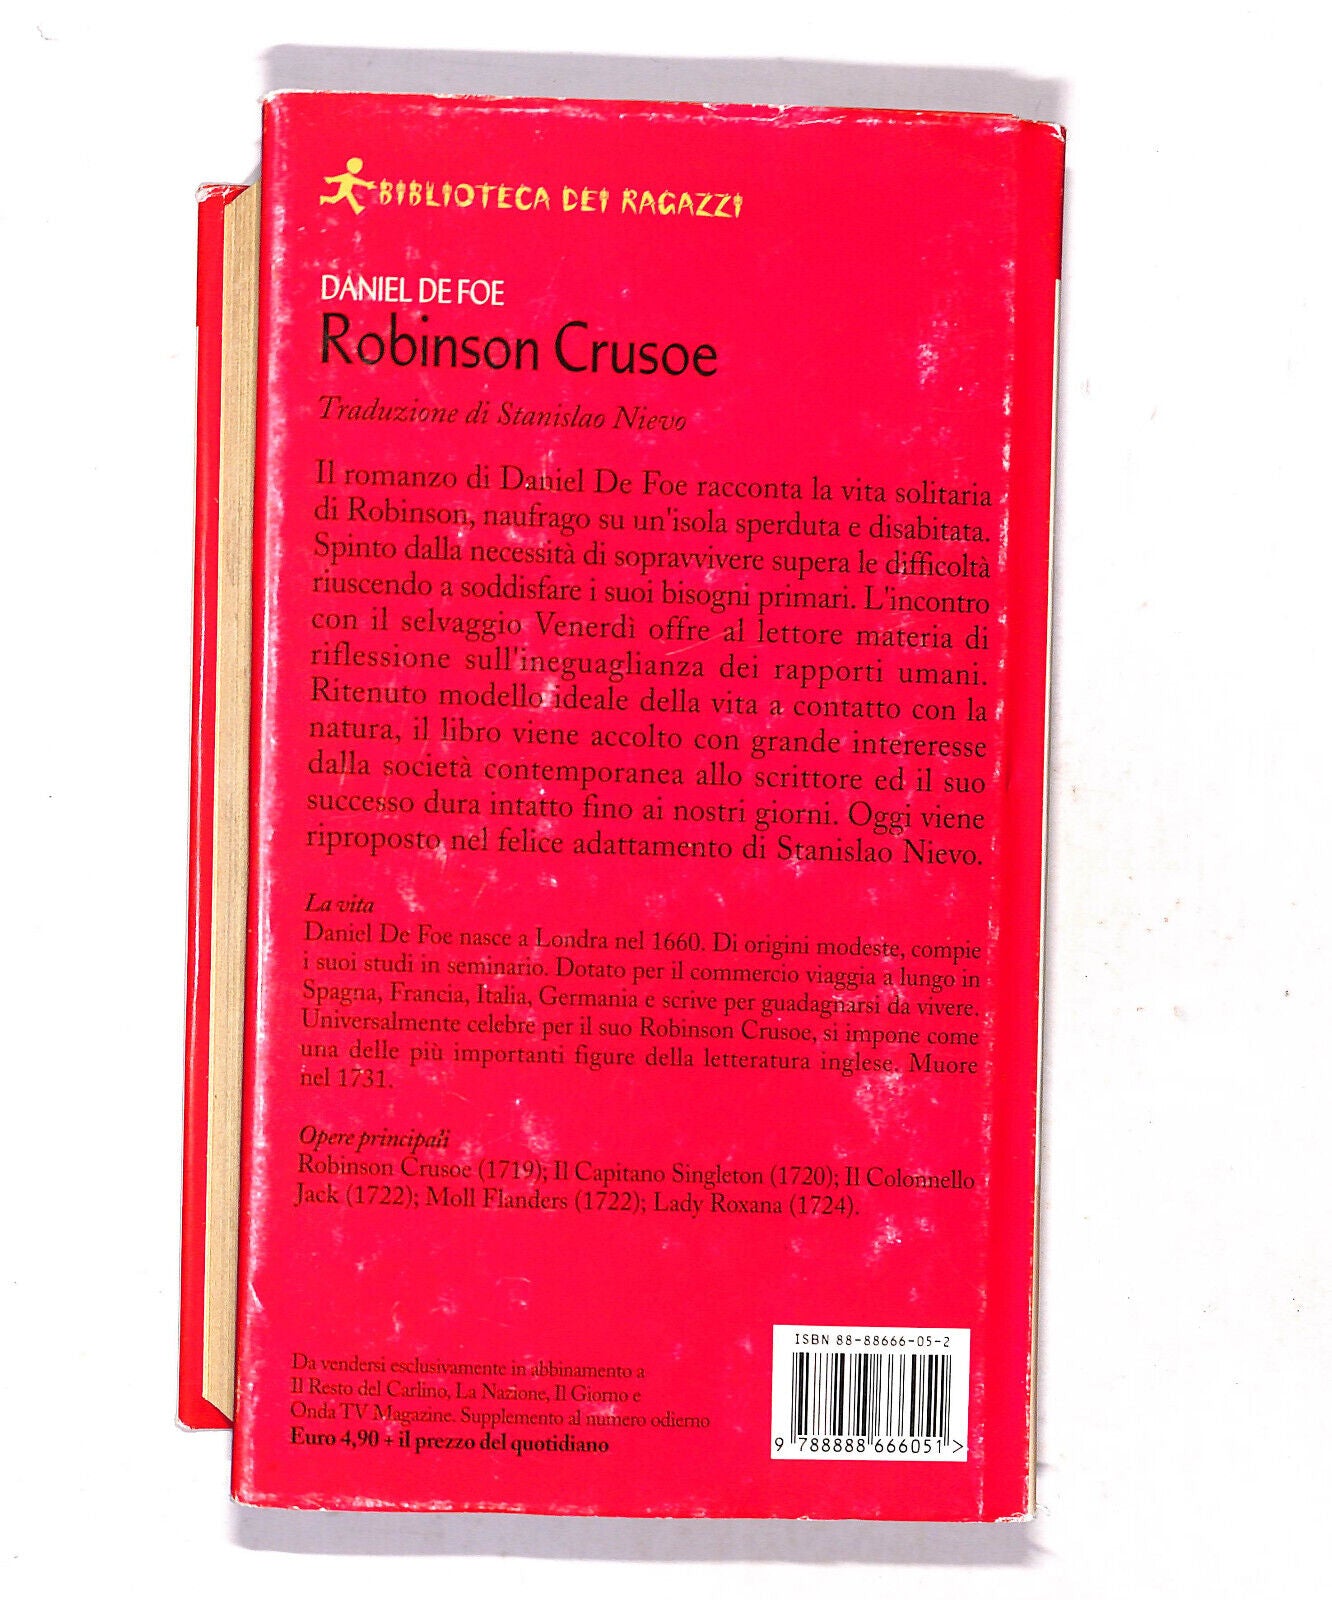 BIBLIOTECA DEI RAGAZZI
DANIEL DE FOE
Robinson Crusoe
Traduzione di Stanislao Nievo
Il romanzo di Daniel De Foe racconta la vita solitaria
di Robinson, naufrago su un'isola sperduta e disabitata.
Spinto dalla necessità di sopravvivere supera le difficoltà
riuscendo a soddisfare i suoi bisogni primari. L'incontro
con il selvaggio Venerdì offre al lettore materia di
riflessione sull'ineguaglianza dei rapporti umani.
Ritenuto modello ideale della vita a contatto con la
natura, il libro viene accolto con grande intereresse
dalla società contemporanea allo scrittore ed il suo
successo dura intatto fino ai nostri giorni. Oggi viene
riproposto nel felice adattamento di Stanislao Nievo.
La vita
Daniel De Foe nasce a Londra nel 1660. Di origini modeste, compie
i suoi studi in seminario. Dotato per il commercio viaggia a lungo in
Spagna, Francia, Italia, Germania e scrive per guadagnarsi da vivere.
Universalmente celebre per il suo Robinson Crusoe, si impone come
una delle più importanti figure della letteratura inglese. Muore
nel 1731.
Opere principali
Robinson Crusoe (1719); Il Capitano Singleton (1720); Il Colonnello
Jack (1722); Moll Flanders (1722); Lady Roxana (1724).
Da vendersi esclusivamente in abbinamento a
Il Resto del Carlino, La Nazione, Il Giorno e
Onda TV Magazine. Supplemento al numero odierno
Euro 4,90 + il prezzo del quotidiano
ISBN 88-88666-05-2
9 788888 666051 >